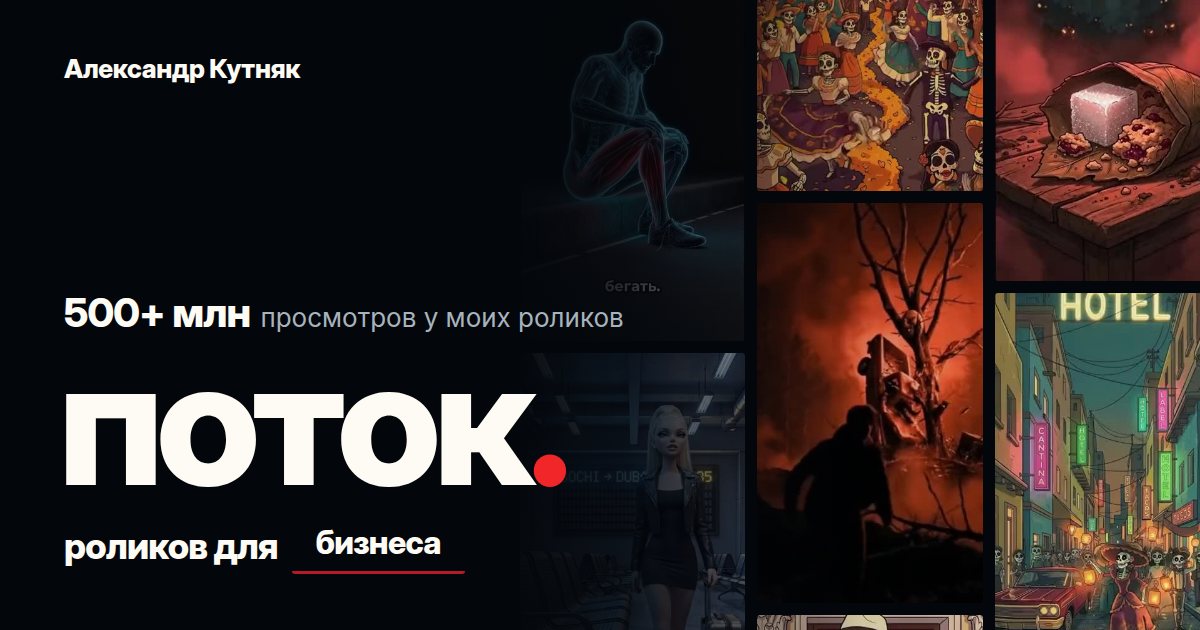 Александр Кутняк
500+ млн просмотров у моих роликов
поток.
роликов для бизнеса
бегать.
HOTEL
CANTINA